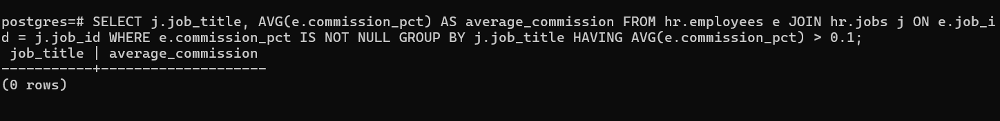 postgres=# SELECT j.job_title, AVG(e.commission_pct) AS average_commission FROM hr.employees e JOIN hr.jobs j ON e.job_i
d = j.job_id WHERE e.commission_pct IS NOT NULL GROUP BY j.job_title HAVING AVG(e.commission_pct) > 0.1;
 job_title | average_commission
-----------+--------------------
(0 rows)